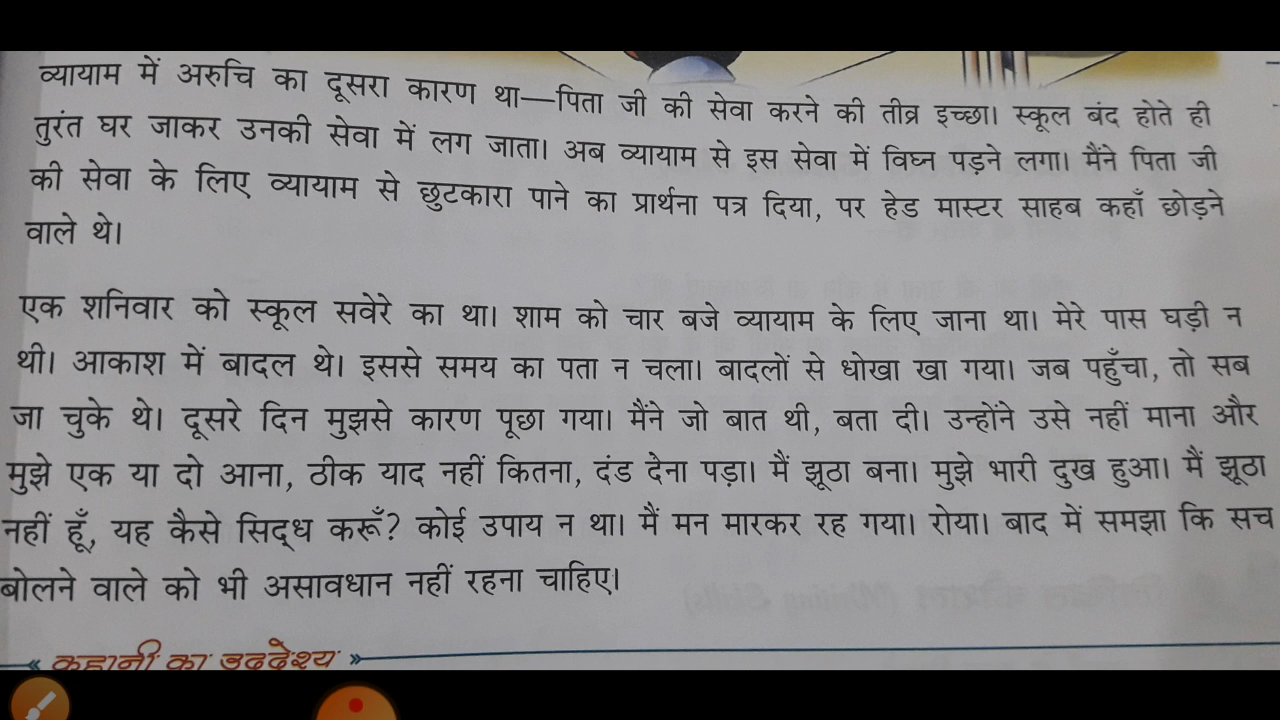 व्यायाम में अरुचि का दूसरा कारण था—पिता जी की सेवा करने की तीव्र इच्छा। स्कूल बंद होते ही
तुरंत घर जाकर उनकी सेवा में लग जाता। अब व्यायाम से इस सेवा में विघ्न पड़ने लगा। मैंने पिता जी
की सेवा के लिए व्यायाम से छुटकारा पाने का प्रार्थना पत्र दिया, पर हेड मास्टर साहब कहाँ छोड़ने
वाले थे।
एक शनिवार को स्कूल सवेरे का था। शाम को चार बजे व्यायाम के लिए जाना था। मेरे पास घड़ी न
थी। आकाश में बादल थे। इससे समय का पता न चला। बादलों से धोखा खा गया। जब पहुँचा, तो सब
जा चुके थे। दूसरे दिन मुझसे कारण पूछा गया। मैंने जो बात थी, बता दी। उन्होंने उसे नहीं माना और
मुझे एक या दो आना, ठीक याद नहीं कितना, दंड देना पड़ा। मैं झूठा बना। मुझे भारी दुख हुआ। मैं झूठा
नहीं हूँ, यह कैसे सिद्ध करूँ? कोई उपाय न था। मैं मन मारकर रह गया। रोया। बाद में समझा कि सच
बोलने वाले को भी असावधान नहीं रहना चाहिए।
कहानी का उद्देश्य